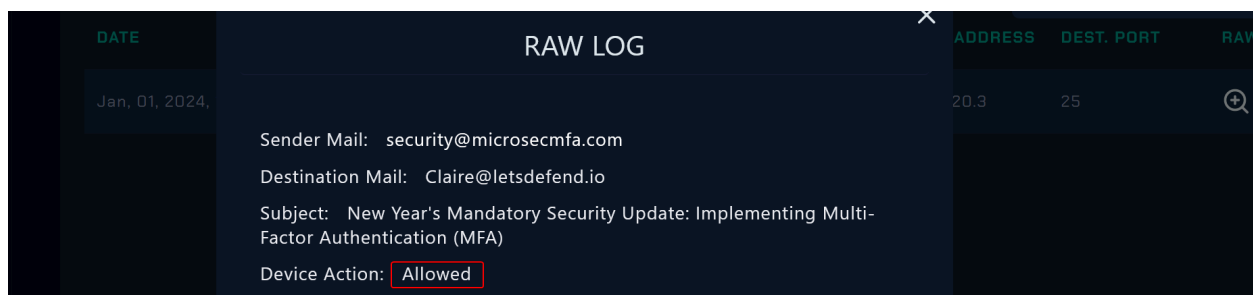 DATE
RAW LOG
ADDRESS DEST. PORT
Jan, 01, 2024,
20.3 25
Sender Mail: security@microsecmfa.com
Destination Mail: Claire@letsdefend.io
Subject: New Year's Mandatory Security Update: Implementing Multi-
Factor Authentication (MFA)
Device Action: Allowed